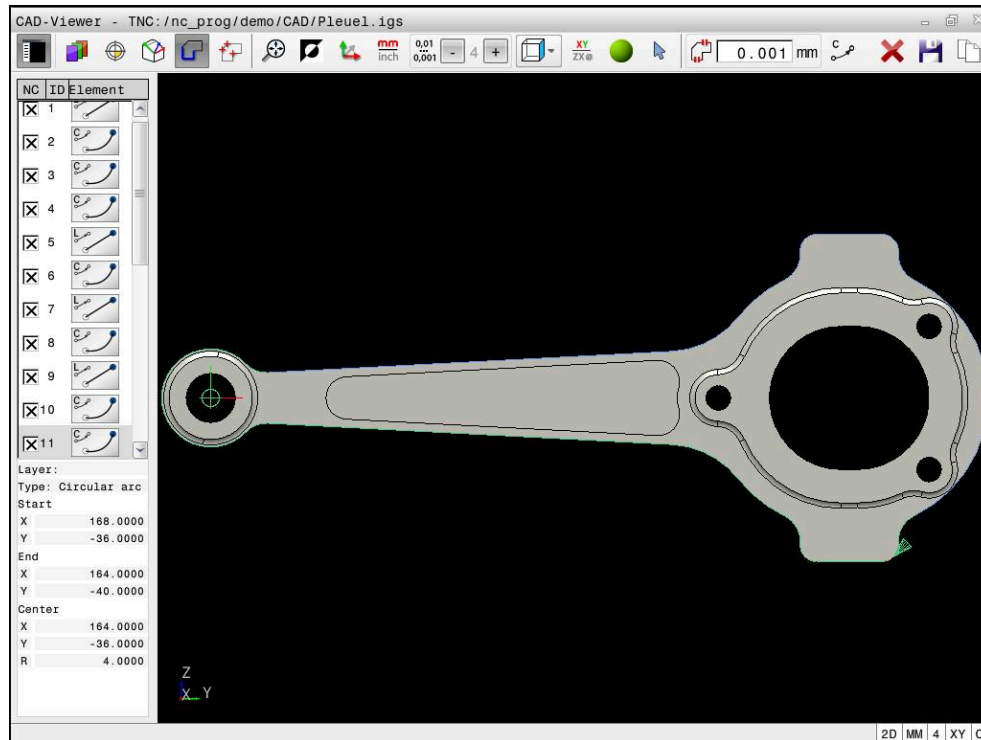 CAD-Viewer - TNC:/nc_prog/demo/CAD/Pleuel.igs
mm
inch
0,01
0,001
- 4 +
XY
ZX
0.001 mm
C
NC ID Element
1
2 C
3 C
4 C
5 L
6 C
7 L
8 C
9 L
10 C
11 C
Layer:
Type: Circular arc
Start
X 168.0000
Y -36.0000
End
X 164.0000
Y -40.0000
Center
X 164.0000
Y -36.0000
R 4.0000
Z
X Y
2D MM 4 XY